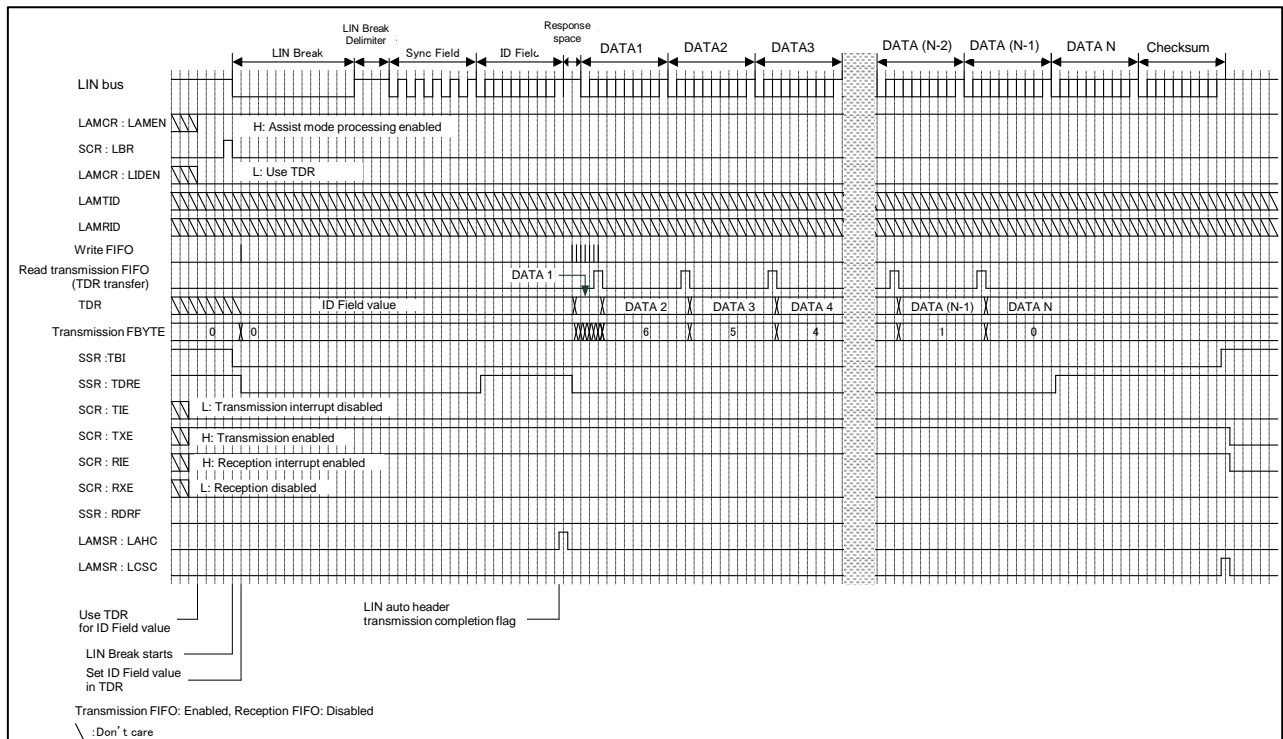 LIN Break
LIN Break
Delimiter
Sync Field
ID Field
Response
space
DATA1
DATA2
DATA3
DATA (N-2)
DATA (N-1)
DATA N
Checksum
LIN bus
LAMCR : LAMEN
H: Assist mode processing enabled
SCR : LBR
LAMCR : LIDEN
L: Use TDR
LAMTID
LAMRID
Write FIFO
Read transmission FIFO
(TDR transfer)
DATA 1
TDR
ID Field value
DATA 2
DATA 3
DATA 4
DATA (N-1)
DATA N
Transmission FBYTE
0
0
6
5
4
1
0
SSR :TBI
SSR : TDRE
SCR : TIE
L: Transmission interrupt disabled
SCR : TXE
H: Transmission enabled
SCR : RIE
H: Reception interrupt enabled
SCR : RXE
L: Reception disabled
SSR : RDRF
LAMSR : LAHC
LAMSR : LCSC
Use TDR
for ID Field value
LIN auto header
transmission completion flag
LIN Break starts
Set ID Field value
in TDR
Transmission FIFO: Enabled, Reception FIFO: Disabled
:Don't care